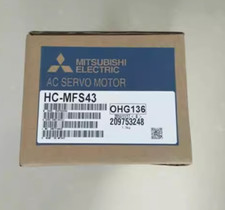 MITSUBISHI
ELECTRIC
AC SERVO MOTOR
HC-MFS43
OHG136
209753248